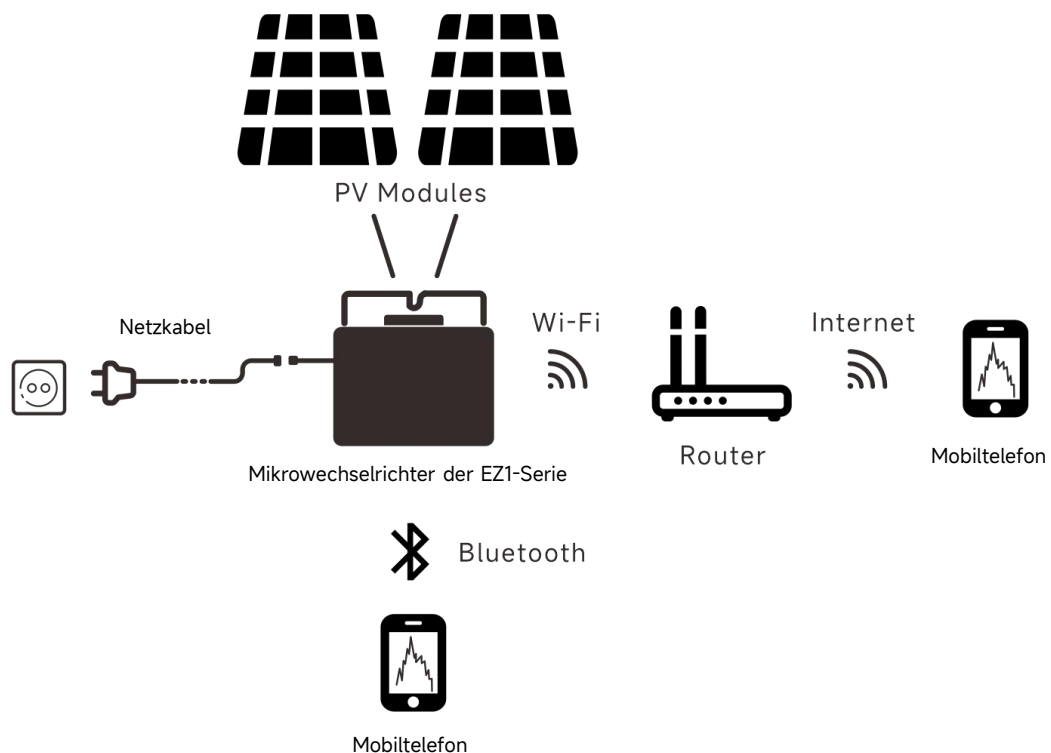 PV Modules
Netzkabel
Wi-Fi
Internet
Router
Mobiltelefon
Mikrowechselrichter der EZ1-Serie
Bluetooth
Mobiltelefon